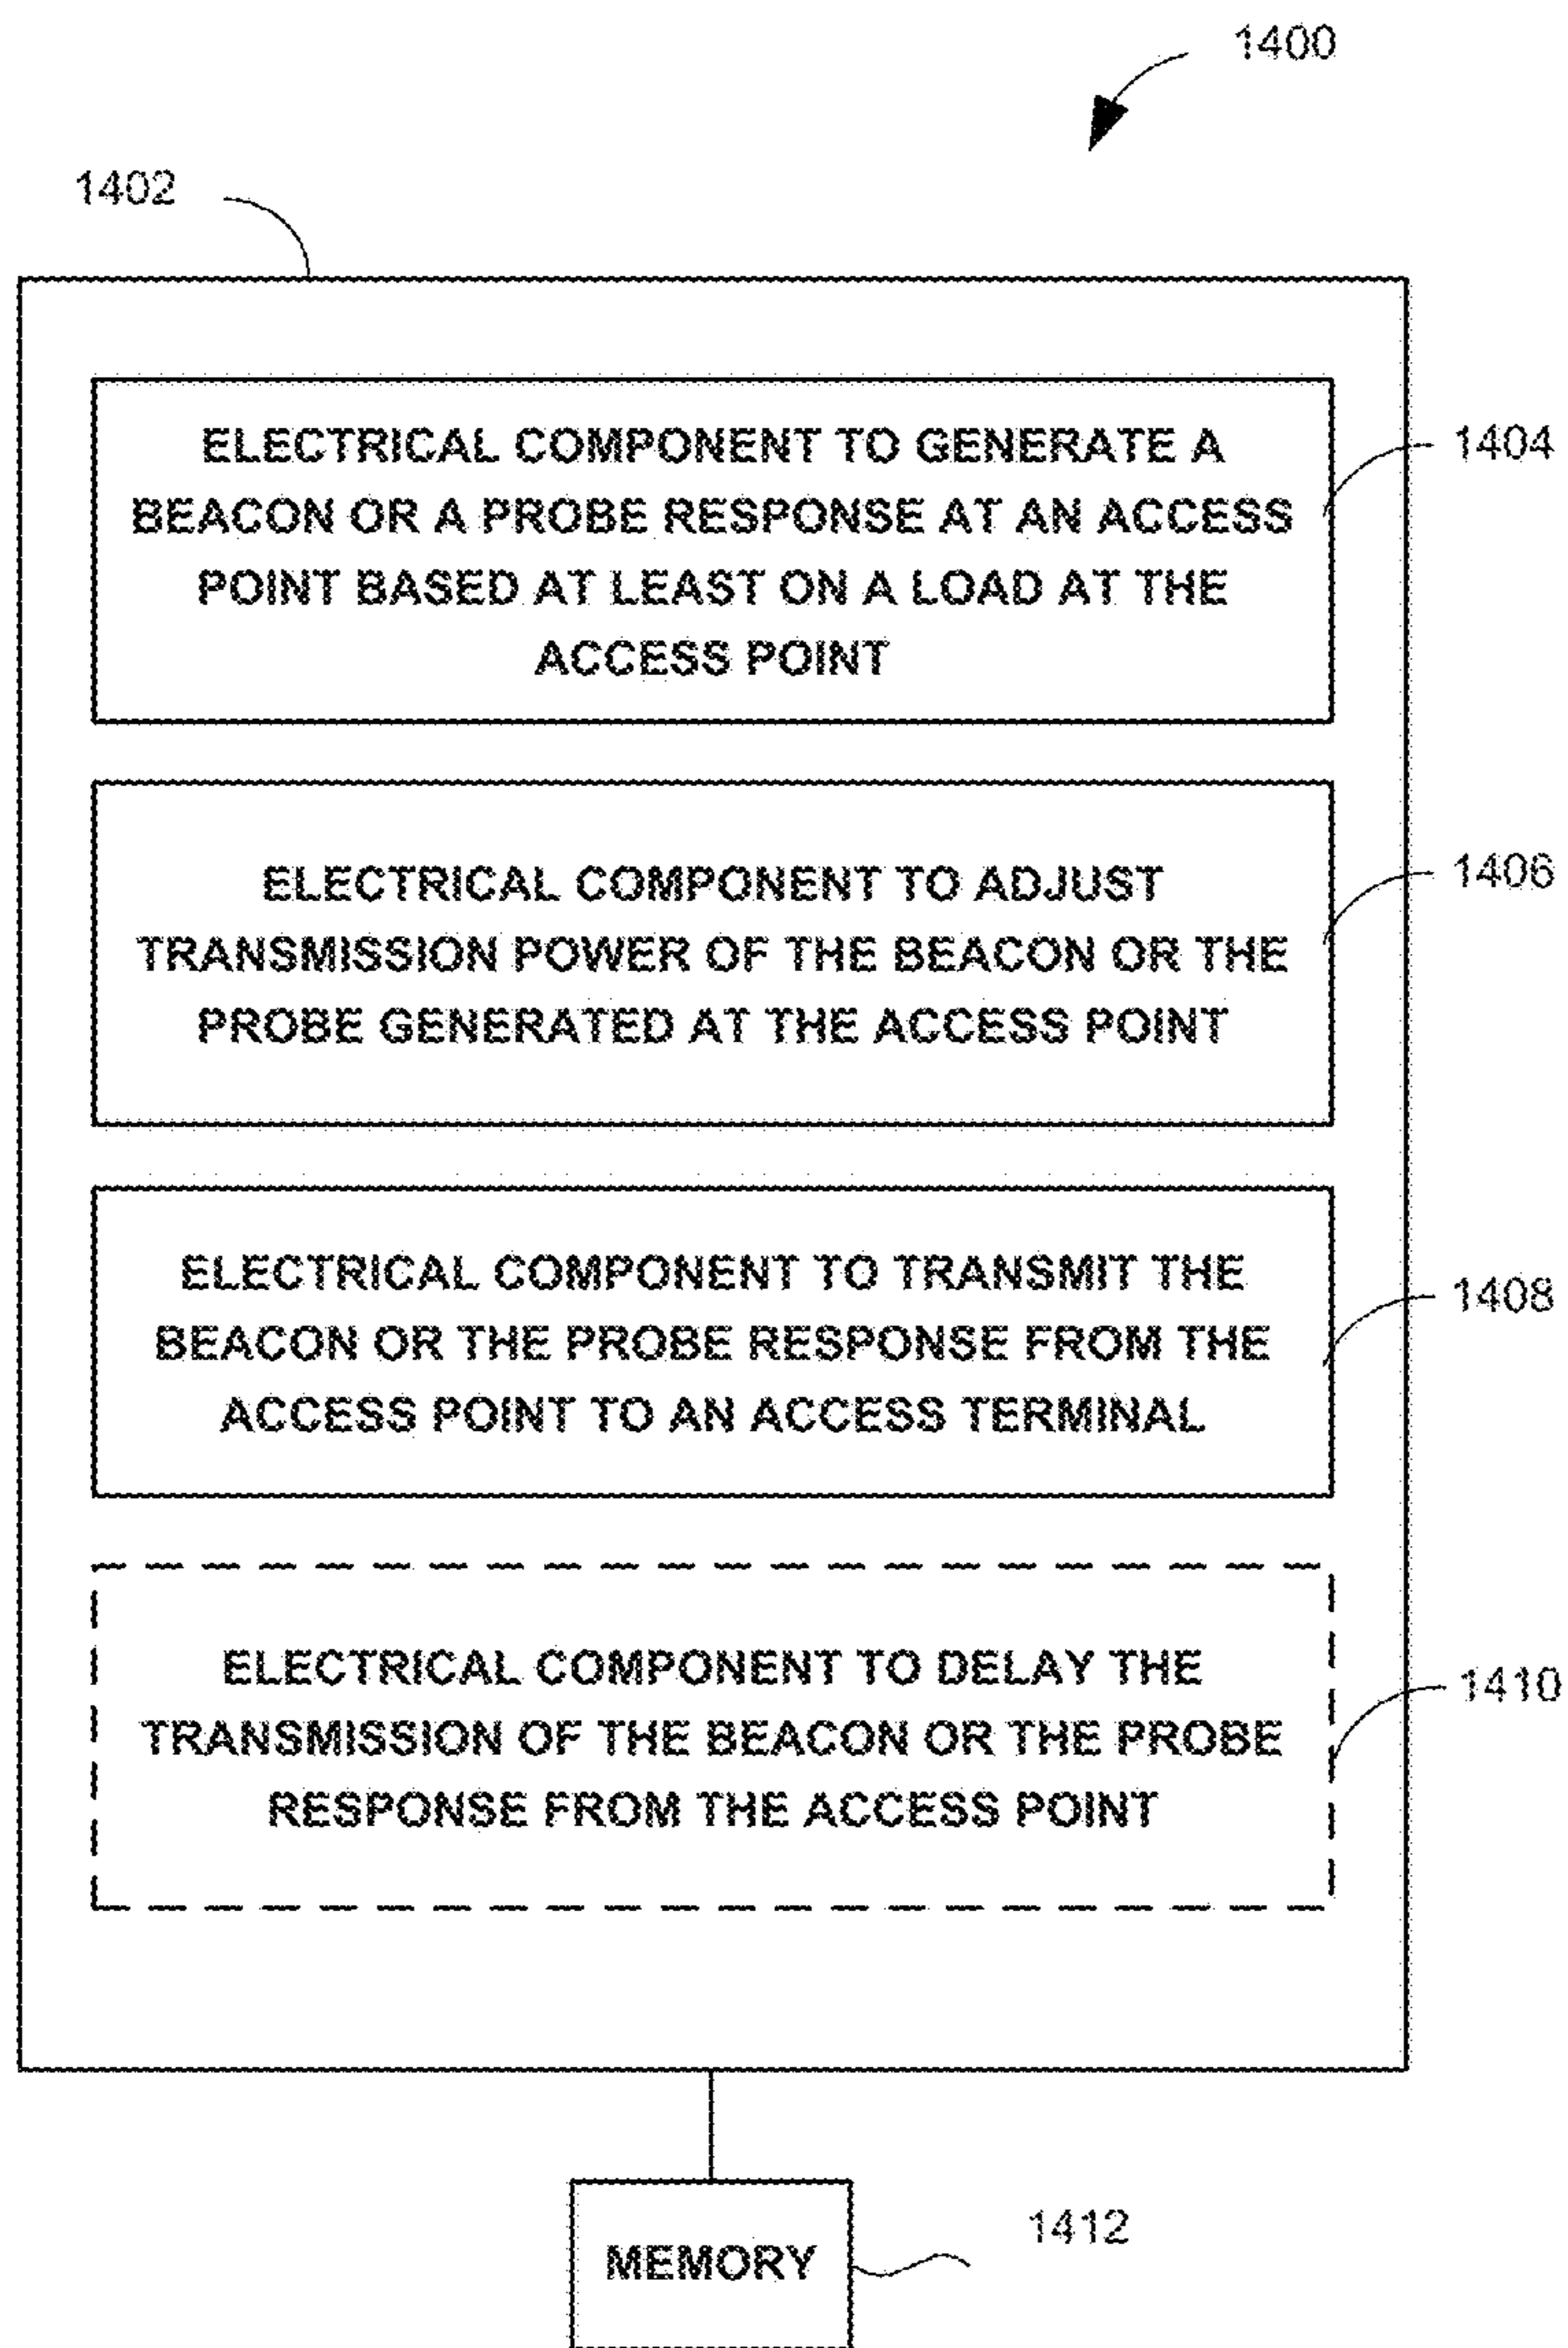 1400
1402
ELECTRICAL COMPONENT TO GENERATE A
BEACON OR A PROBE RESPONSE AT AN ACCESS
POINT BASED AT LEAST ON A LOAD AT THE
ACCESS POINT
1404
ELECTRICAL COMPONENT TO ADJUST
TRANSMISSION POWER OF THE BEACON OR THE
PROBE GENERATED AT THE ACCESS POINT
1406
ELECTRICAL COMPONENT TO TRANSMIT THE
BEACON OR THE PROBE RESPONSE FROM THE
ACCESS POINT TO AN ACCESS TERMINAL
1408
ELECTRICAL COMPONENT TO DELAY THE
TRANSMISSION OF THE BEACON OR THE PROBE
RESPONSE FROM THE ACCESS POINT
1410
MEMORY
1412